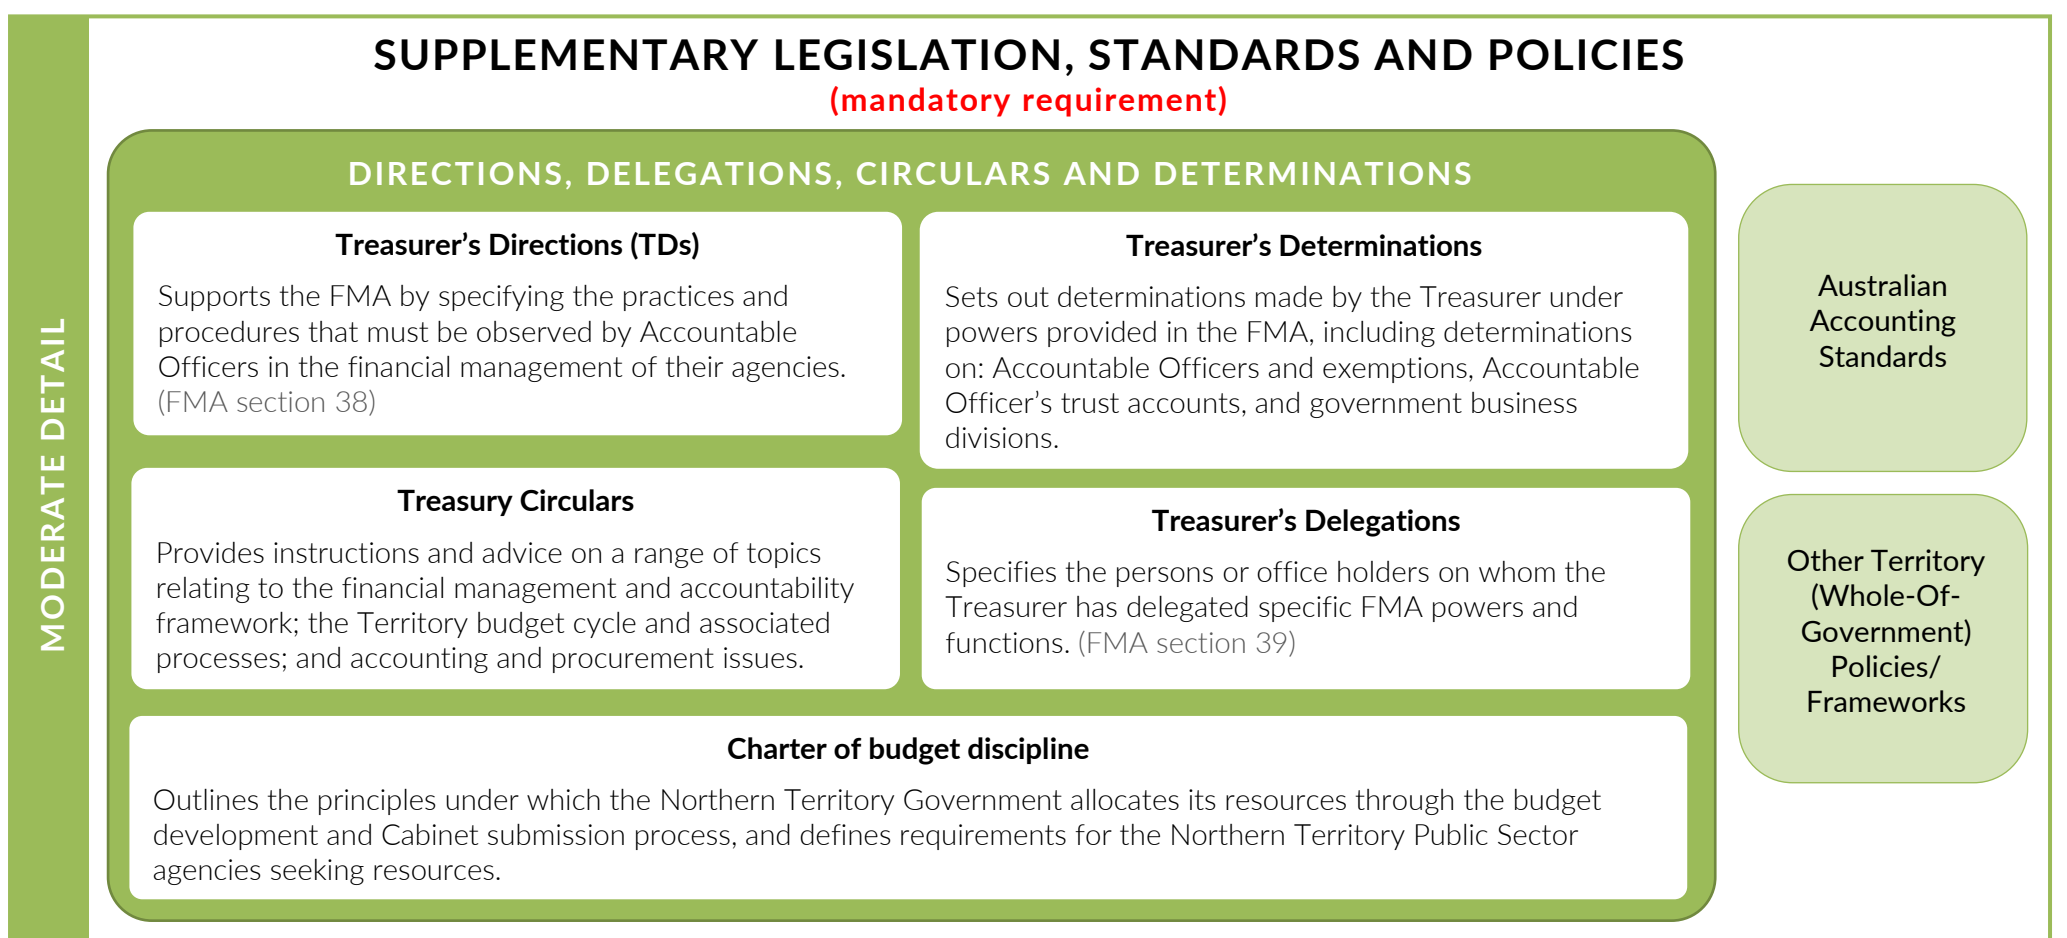 SUPPLEMENTARY LEGISLATION, STANDARDS AND POLICIES
(mandatory requirement)
MODERATE DETAIL
DIRECTIONS, DELEGATIONS, CIRCULARS AND DETERMINATIONS
Treasurer’s Directions (TDs)
Supports the FMA by specifying the practices and
procedures that must be observed by Accountable
Officers in the financial management of their agencies.
(FMA section 38)
Treasurer’s Determinations
Sets out determinations made by the Treasurer under
powers provided in the FMA, including determinations
on: Accountable Officers and exemptions, Accountable
Officer’s trust accounts, and government business
divisions.
Treasury Circulars
Provides instructions and advice on a range of topics
relating to the financial management and accountability
framework; the Territory budget cycle and associated
processes; and accounting and procurement issues.
Treasurer’s Delegations
Specifies the persons or office holders on whom the
Treasurer has delegated specific FMA powers and
functions. (FMA section 39)
Charter of budget discipline
Outlines the principles under which the Northern Territory Government allocates its resources through the budget
development and Cabinet submission process, and defines requirements for the Northern Territory Public Sector
agencies seeking resources.
Australian
Accounting
Standards
Other Territory
(Whole-Of-
Government)
Policies/
Frameworks